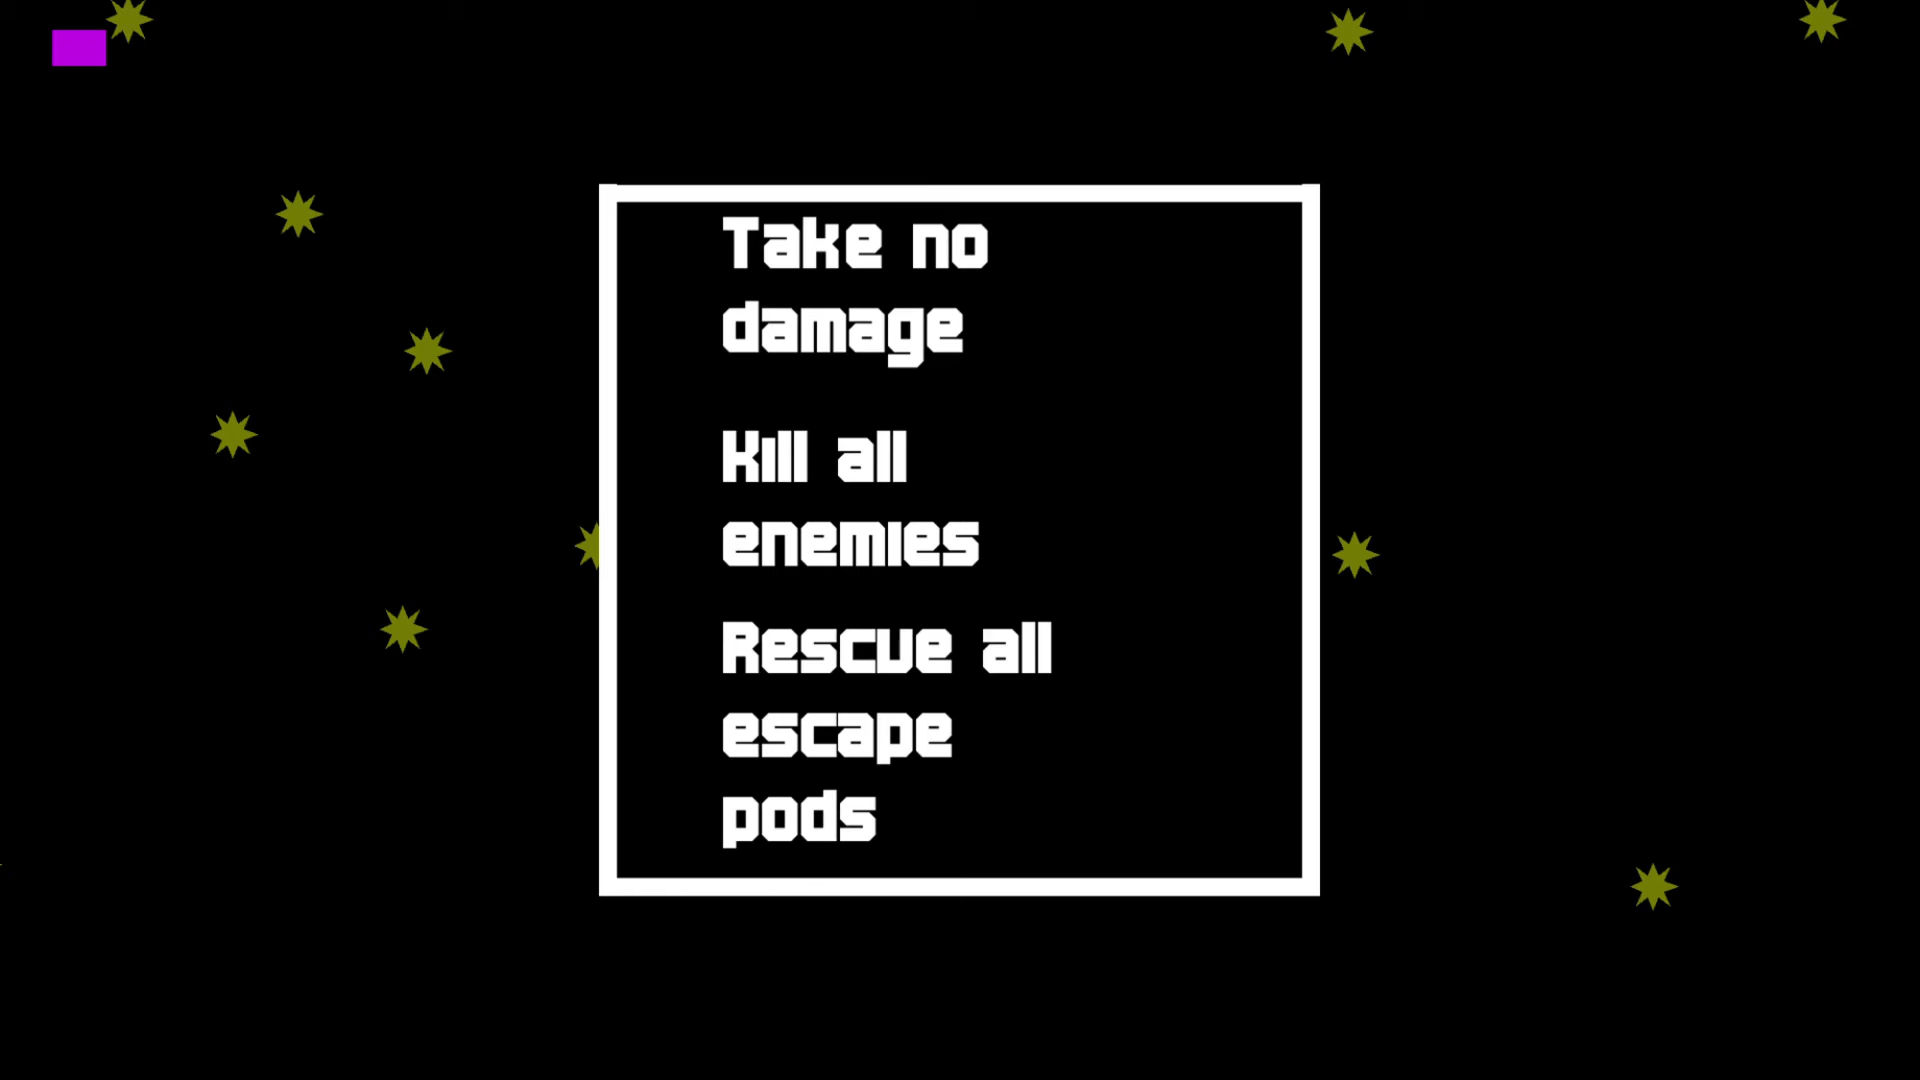 Take no
damage
Kill all
enemies
Rescue all
escape
pods